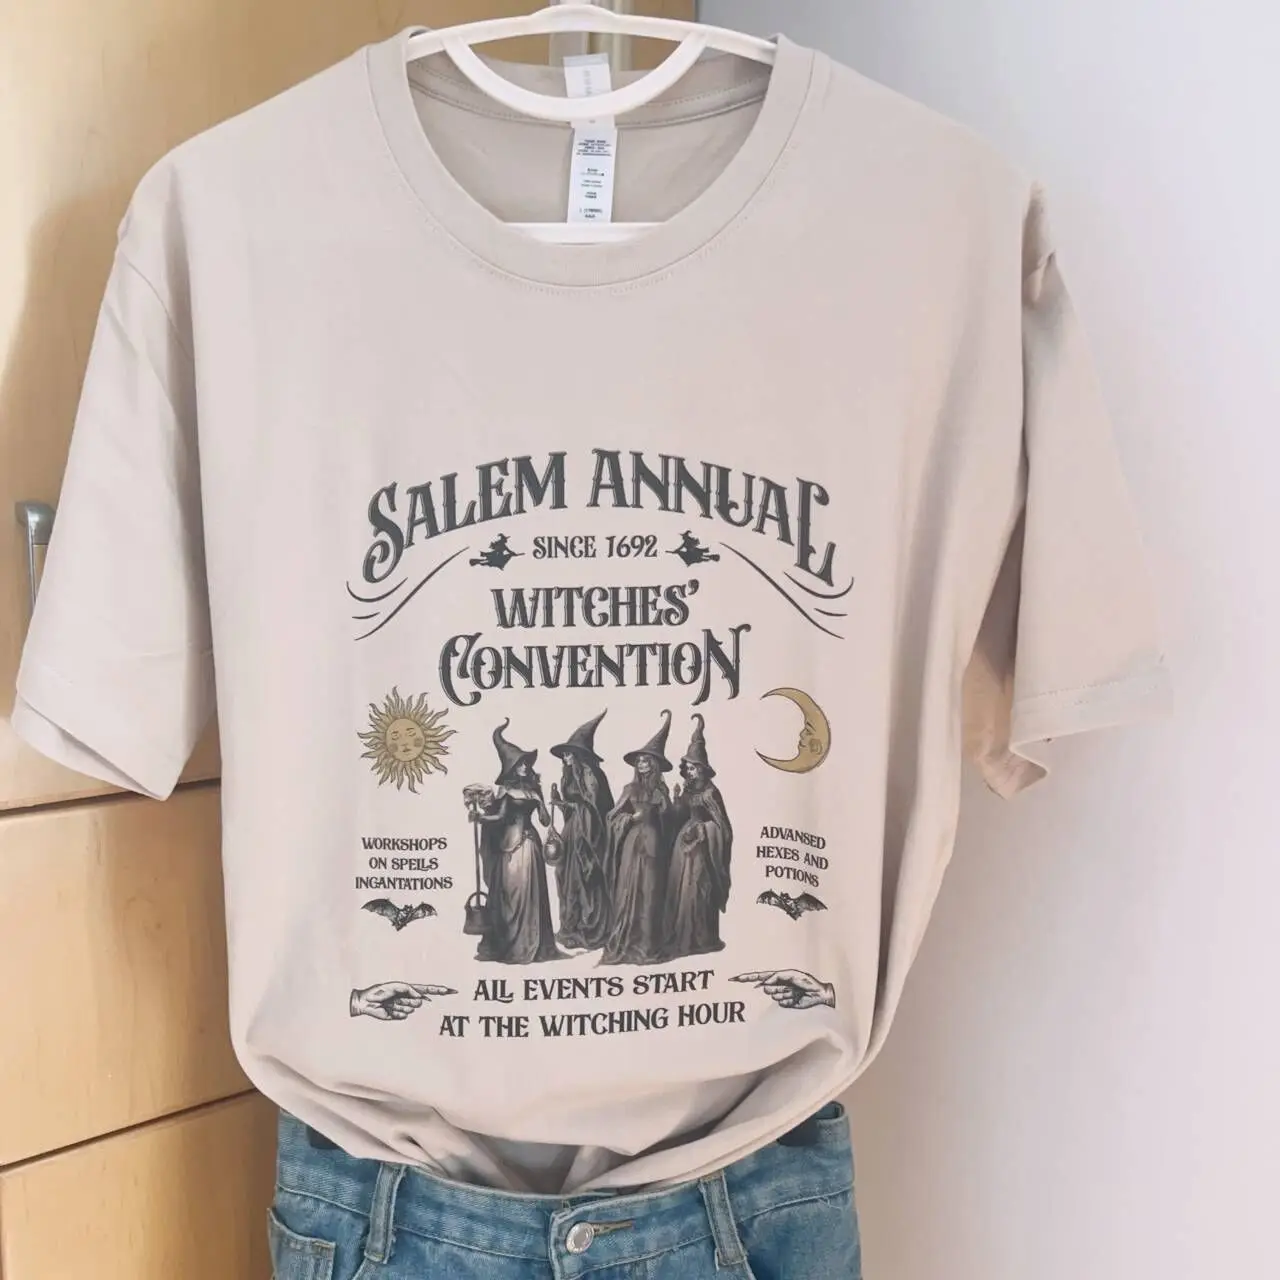 SALEM ANNUAL
SINCE 1692
WITCHES'
CONVENTION
WORKSHOPS
ON SPELLS
INGANTATIONS
ADVANSED
HEXES AND
POTIONS
ALL EVENTS START
AT THE WITCHING HOUR